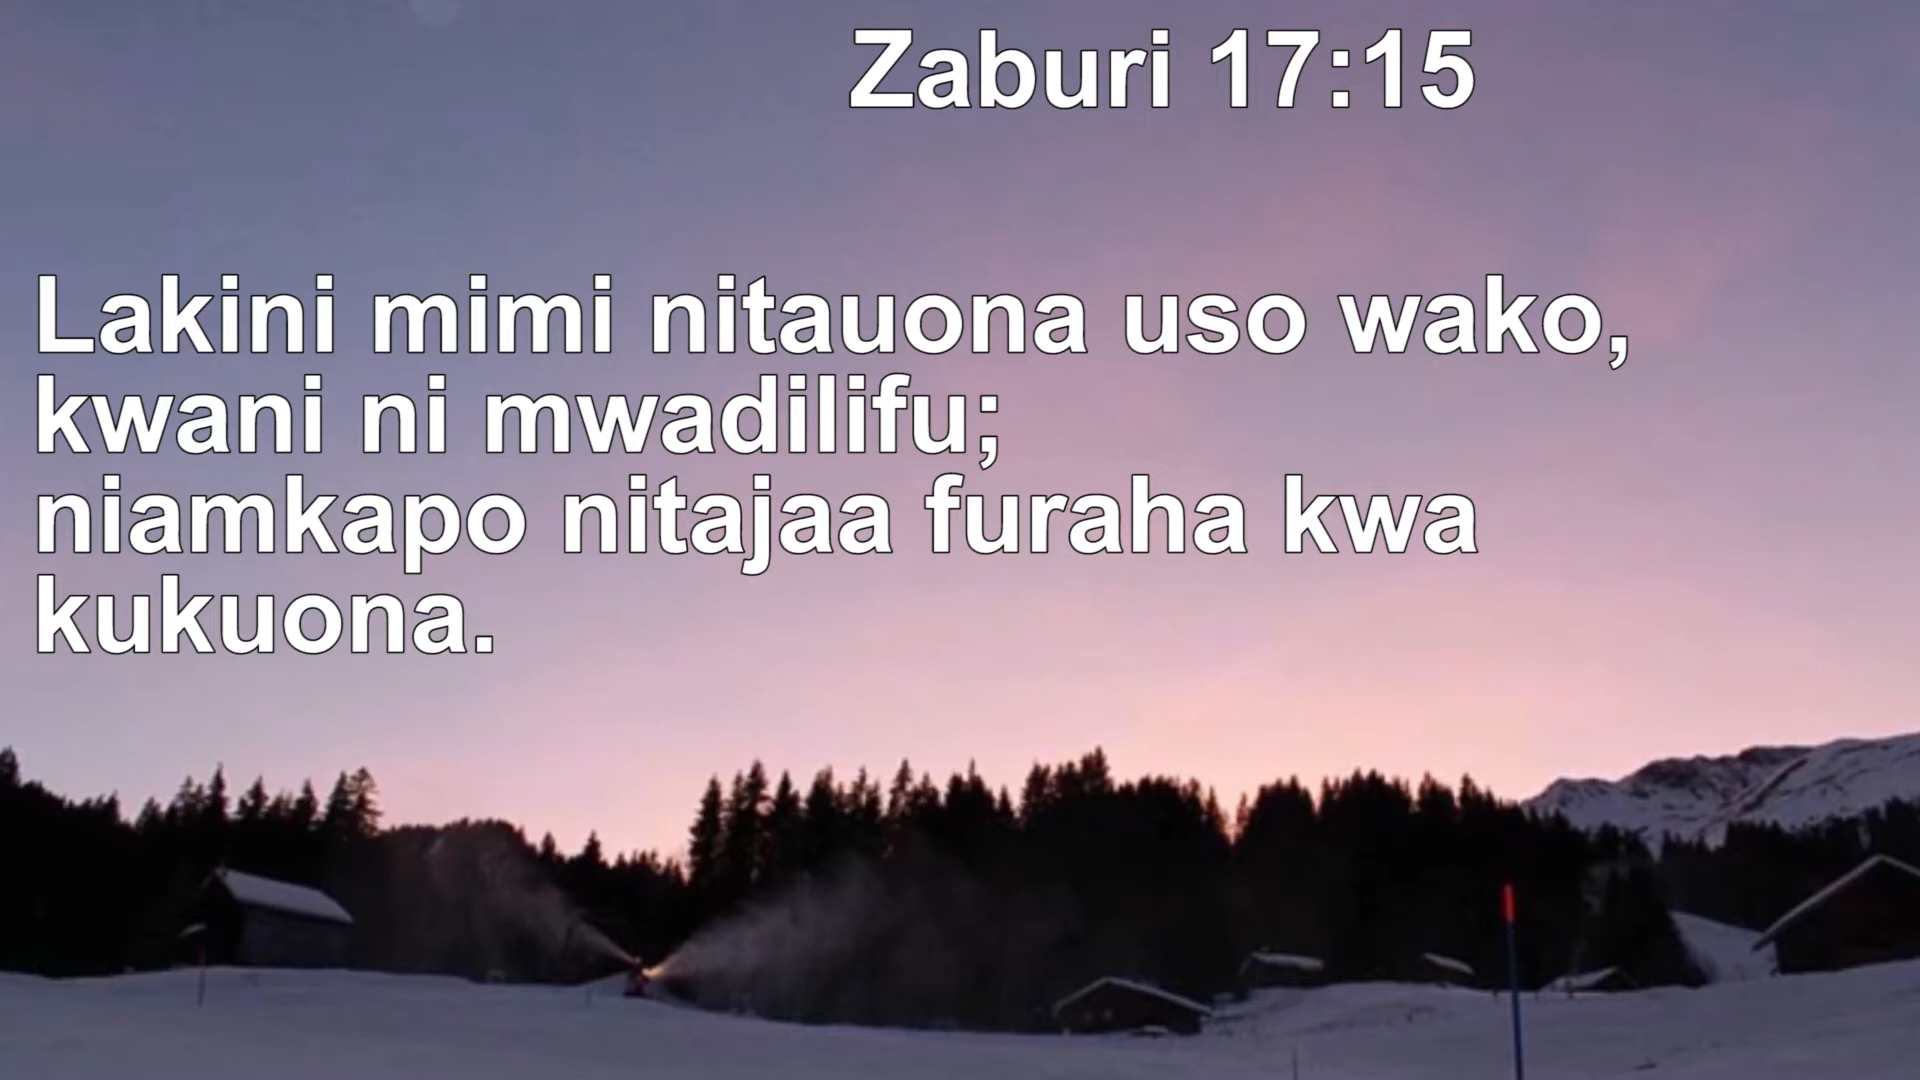 Zaburi 17:15
Lakini mimi nitauona uso wako,
kwani ni mwadilifu;
niamkapo nitajaa furaha kwa
kukuona.